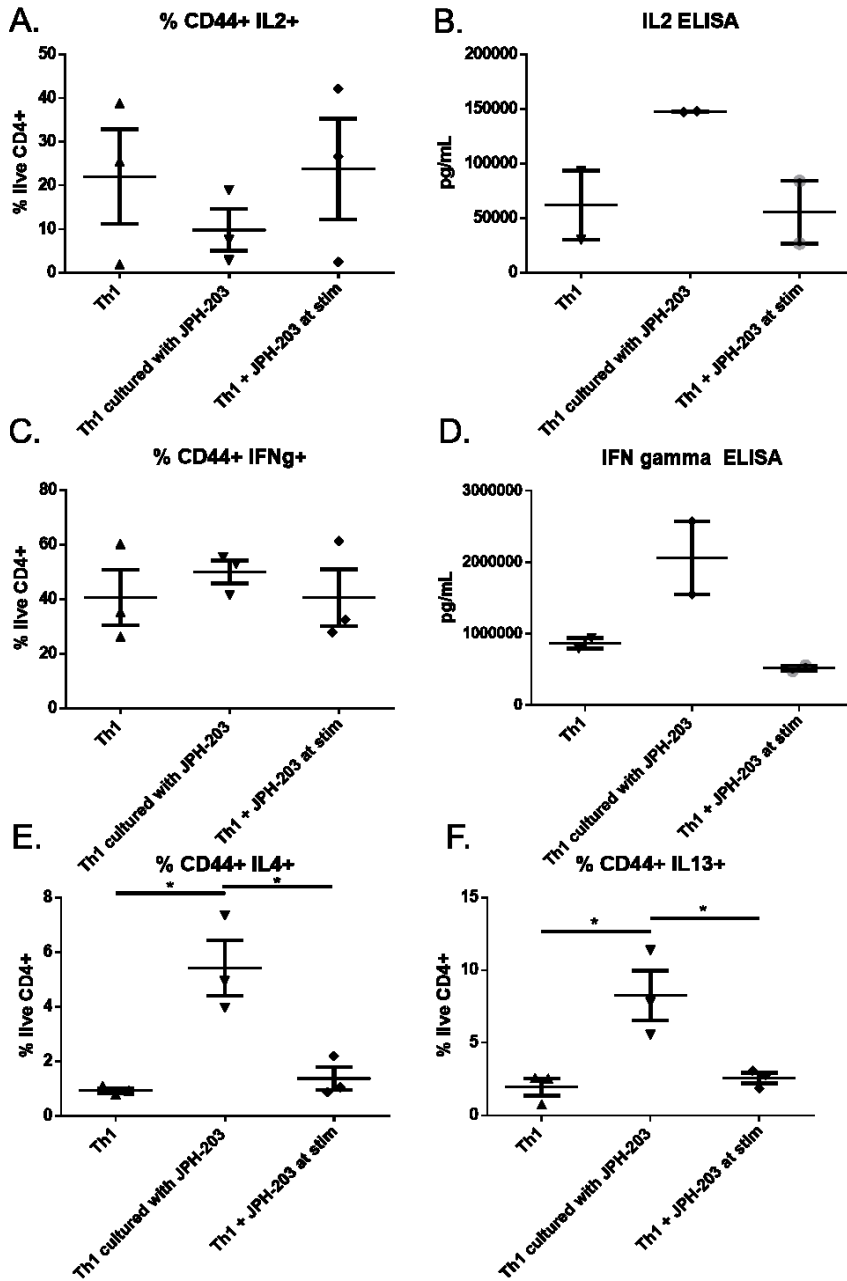 A.
% CD44+ IL2+
% live CD4+
50
40
30
20
10
0
Th1
Th1 cultured with JPH-203
Th1 + JPH-203 at stim
B.
IL2 ELISA
pg/mL
200000
150000
100000
50000
0
Th1
Th1 cultured with JPH-203
Th1 + JPH-203 at stim
C.
% CD44+ IFNg+
% live CD4+
80
60
40
20
0
Th1
Th1 cultured with JPH-203
Th1 + JPH-203 at stim
D.
IFN gamma ELISA
pg/mL
3000000
2000000
1000000
0
Th1
Th1 cultured with JPH-203
Th1 + JPH-203 at stim
E.
% CD44+ IL4+
% live CD4+
8
6
4
2
0
*
*
Th1
Th1 cultured with JPH-203
Th1 + JPH-203 at stim
F.
% CD44+ IL13+
% live CD4+
15
10
5
0
*
*
Th1
Th1 cultured with JPH-203
Th1 + JPH-203 at stim